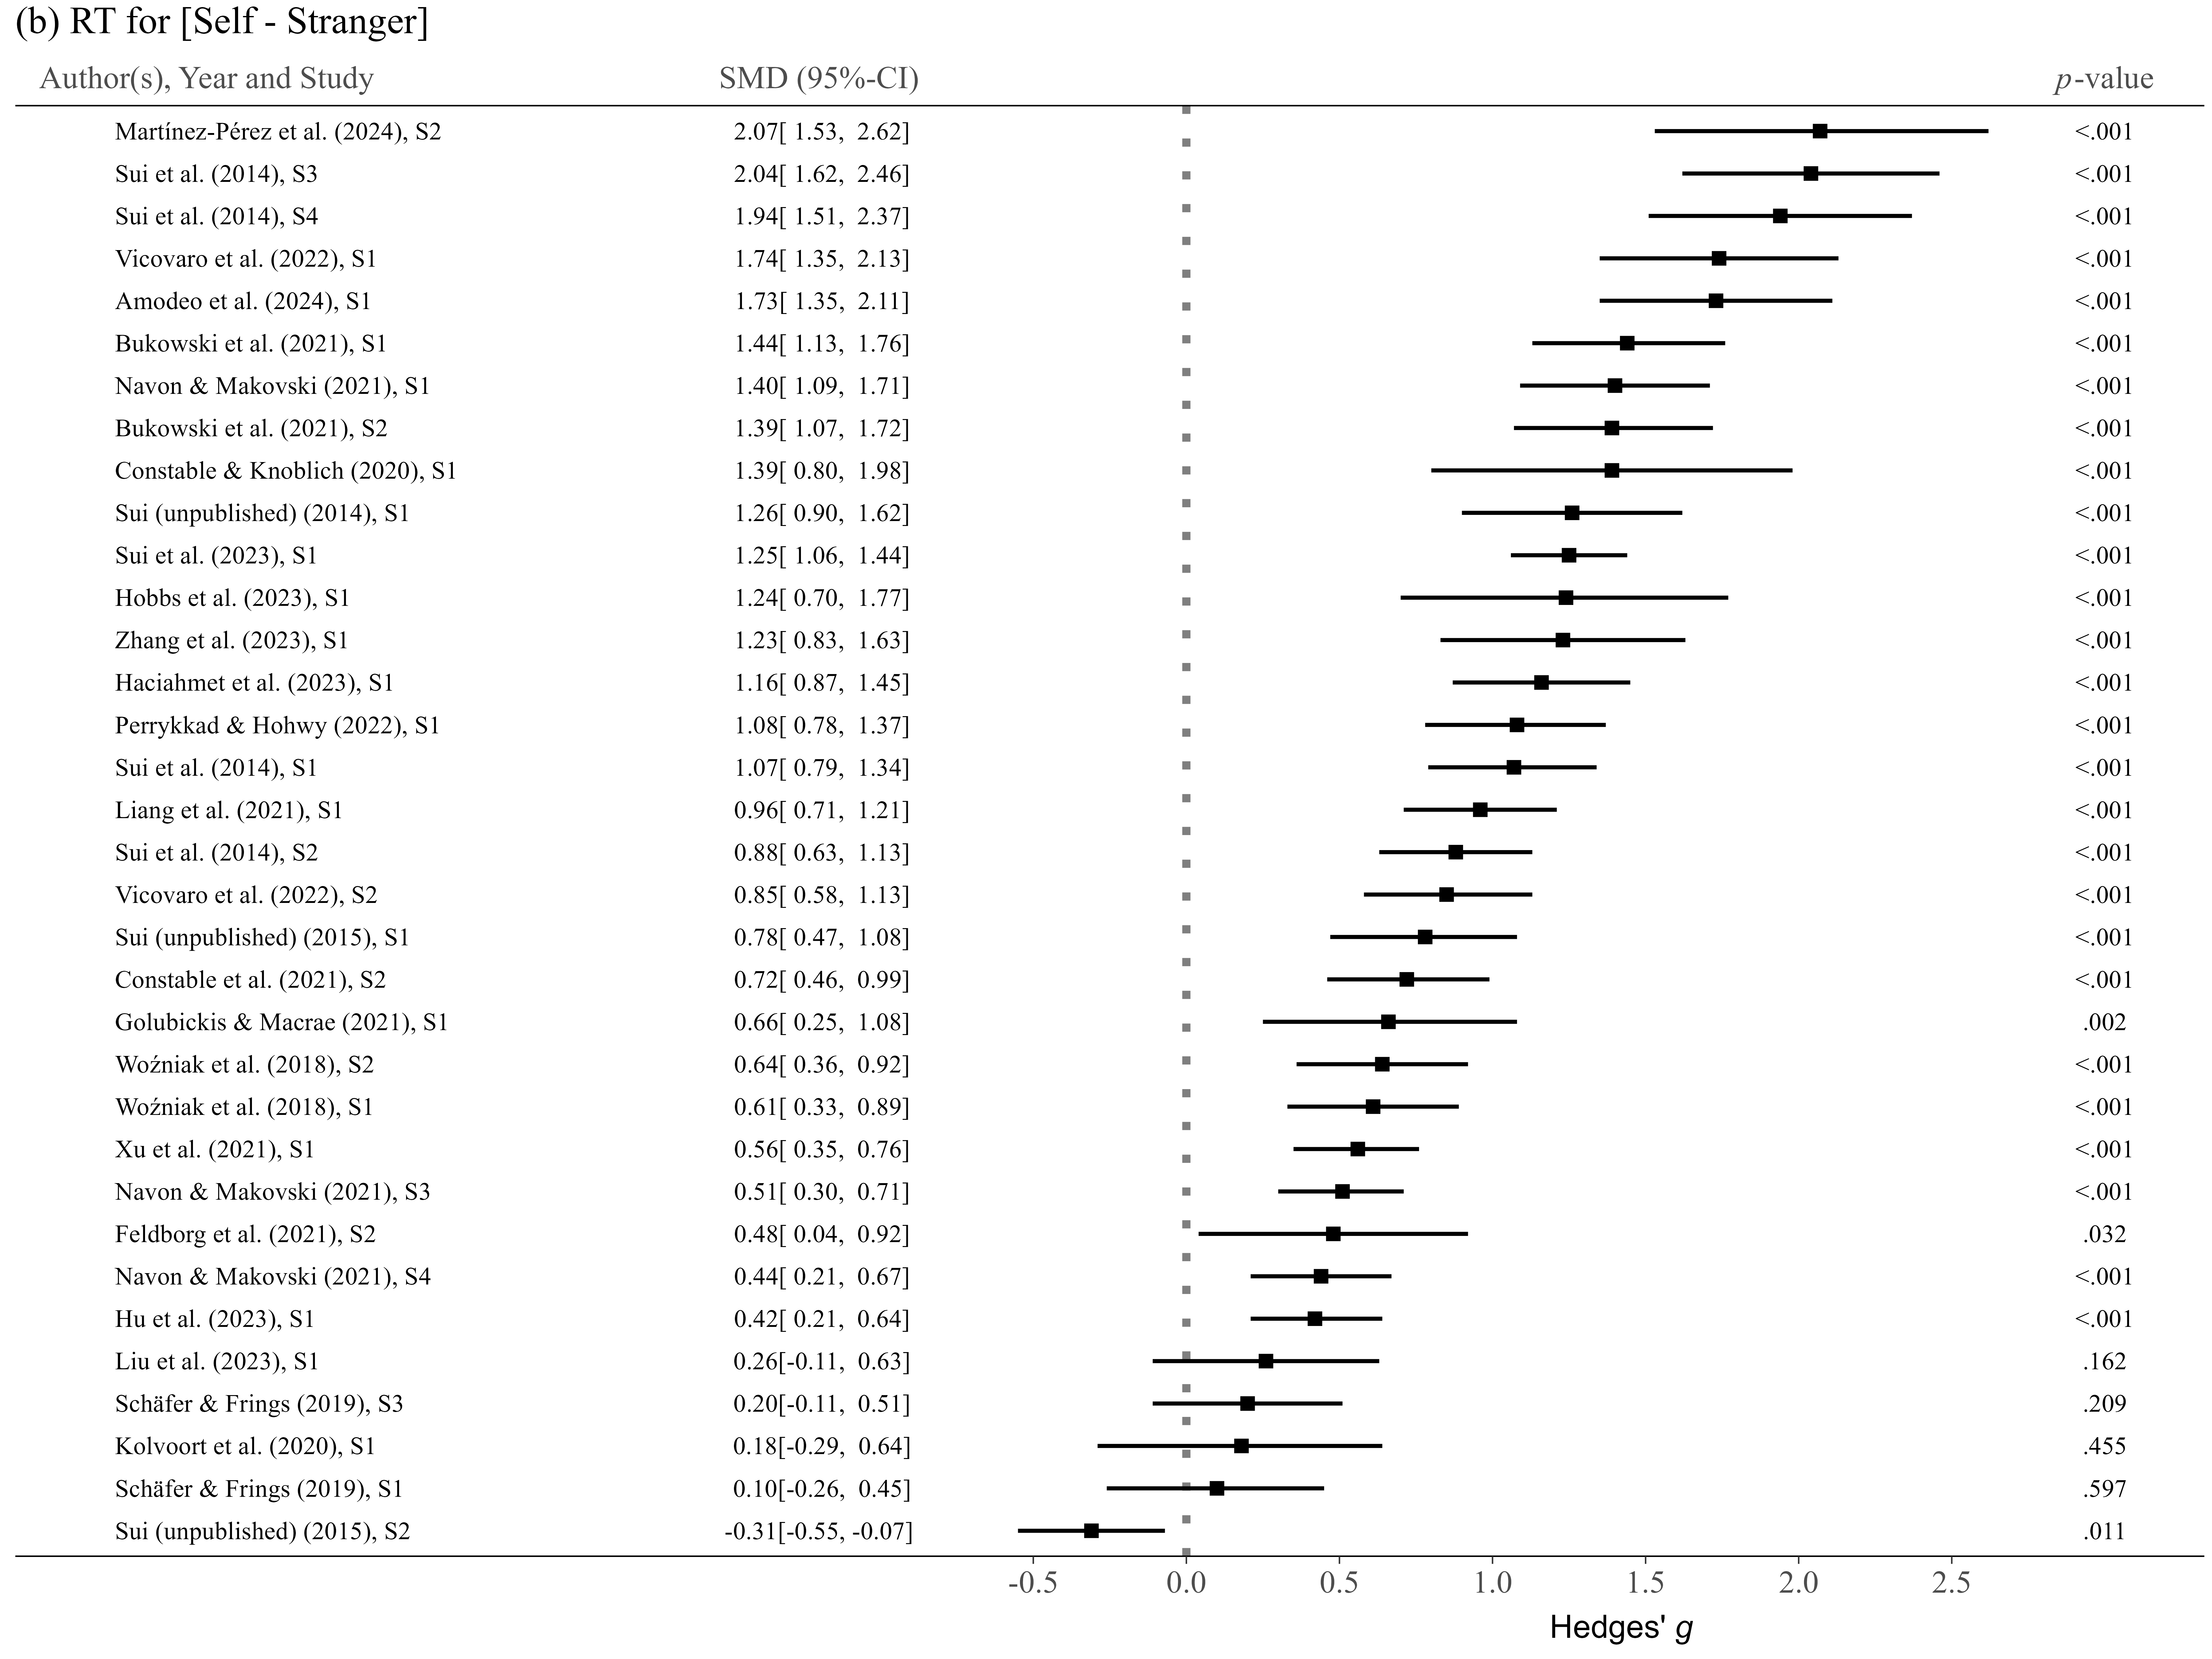 (b) RT for [Self - Stranger]
Author(s), Year and Study SMD (95%-CI) p-value
Martínez-Pérez et al. (2024), S2 2.07[ 1.53, 2.62] <.001
Sui et al. (2014), S3 2.04[ 1.62, 2.46] <.001
Sui et al. (2014), S4 1.94[ 1.51, 2.37] <.001
Vicovaro et al. (2022), S1 1.74[ 1.35, 2.13] <.001
Amodeo et al. (2024), S1 1.73[ 1.35, 2.11] <.001
Bukowski et al. (2021), S1 1.44[ 1.13, 1.76] <.001
Navon & Makovski (2021), S1 1.40[ 1.09, 1.71] <.001
Bukowski et al. (2021), S2 1.39[ 1.07, 1.72] <.001
Constable & Knoblich (2020), S1 1.39[ 0.80, 1.98] <.001
Sui (unpublished) (2014), S1 1.26[ 0.90, 1.62] <.001
Sui et al. (2023), S1 1.25[ 1.06, 1.44] <.001
Hobbs et al. (2023), S1 1.24[ 0.70, 1.77] <.001
Zhang et al. (2023), S1 1.23[ 0.83, 1.63] <.001
Haciahmet et al. (2023), S1 1.16[ 0.87, 1.45] <.001
Perrykkad & Hohwy (2022), S1 1.08[ 0.78, 1.37] <.001
Sui et al. (2014), S1 1.07[ 0.79, 1.34] <.001
Liang et al. (2021), S1 0.96[ 0.71, 1.21] <.001
Sui et al. (2014), S2 0.88[ 0.63, 1.13] <.001
Vicovaro et al. (2022), S2 0.85[ 0.58, 1.13] <.001
Sui (unpublished) (2015), S1 0.78[ 0.47, 1.08] <.001
Constable et al. (2021), S2 0.72[ 0.46, 0.99] <.001
Golubickis & Macrae (2021), S1 0.66[ 0.25, 1.08] .002
Woźniak et al. (2018), S2 0.64[ 0.36, 0.92] <.001
Woźniak et al. (2018), S1 0.61[ 0.33, 0.89] <.001
Xu et al. (2021), S1 0.56[ 0.35, 0.76] <.001
Navon & Makovski (2021), S3 0.51[ 0.30, 0.71] <.001
Feldborg et al. (2021), S2 0.48[ 0.04, 0.92] .032
Navon & Makovski (2021), S4 0.44[ 0.21, 0.67] <.001
Hu et al. (2023), S1 0.42[ 0.21, 0.64] <.001
Liu et al. (2023), S1 0.26[-0.11, 0.63] .162
Schäfer & Frings (2019), S3 0.20[-0.11, 0.51] .209
Kolvoort et al. (2020), S1 0.18[-0.29, 0.64] .455
Schäfer & Frings (2019), S1 0.10[-0.26, 0.45] .597
Sui (unpublished) (2015), S2 -0.31[-0.55, -0.07] .011
-0.5 0.0 0.5 1.0 1.5 2.0 2.5
Hedges' g